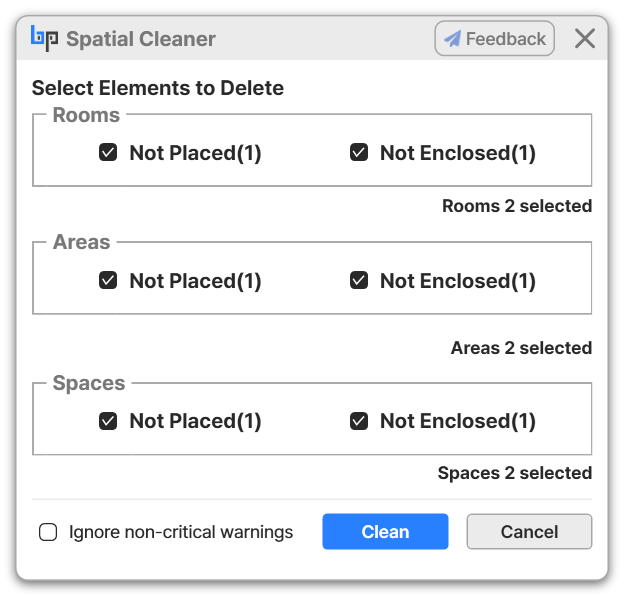 bp Spatial Cleaner Feedback
Select Elements to Delete
Rooms
Not Placed(1) Not Enclosed(1)
Rooms 2 selected
Areas
Not Placed(1) Not Enclosed(1)
Areas 2 selected
Spaces
Not Placed(1) Not Enclosed(1)
Spaces 2 selected
Ignore non-critical warnings Clean Cancel